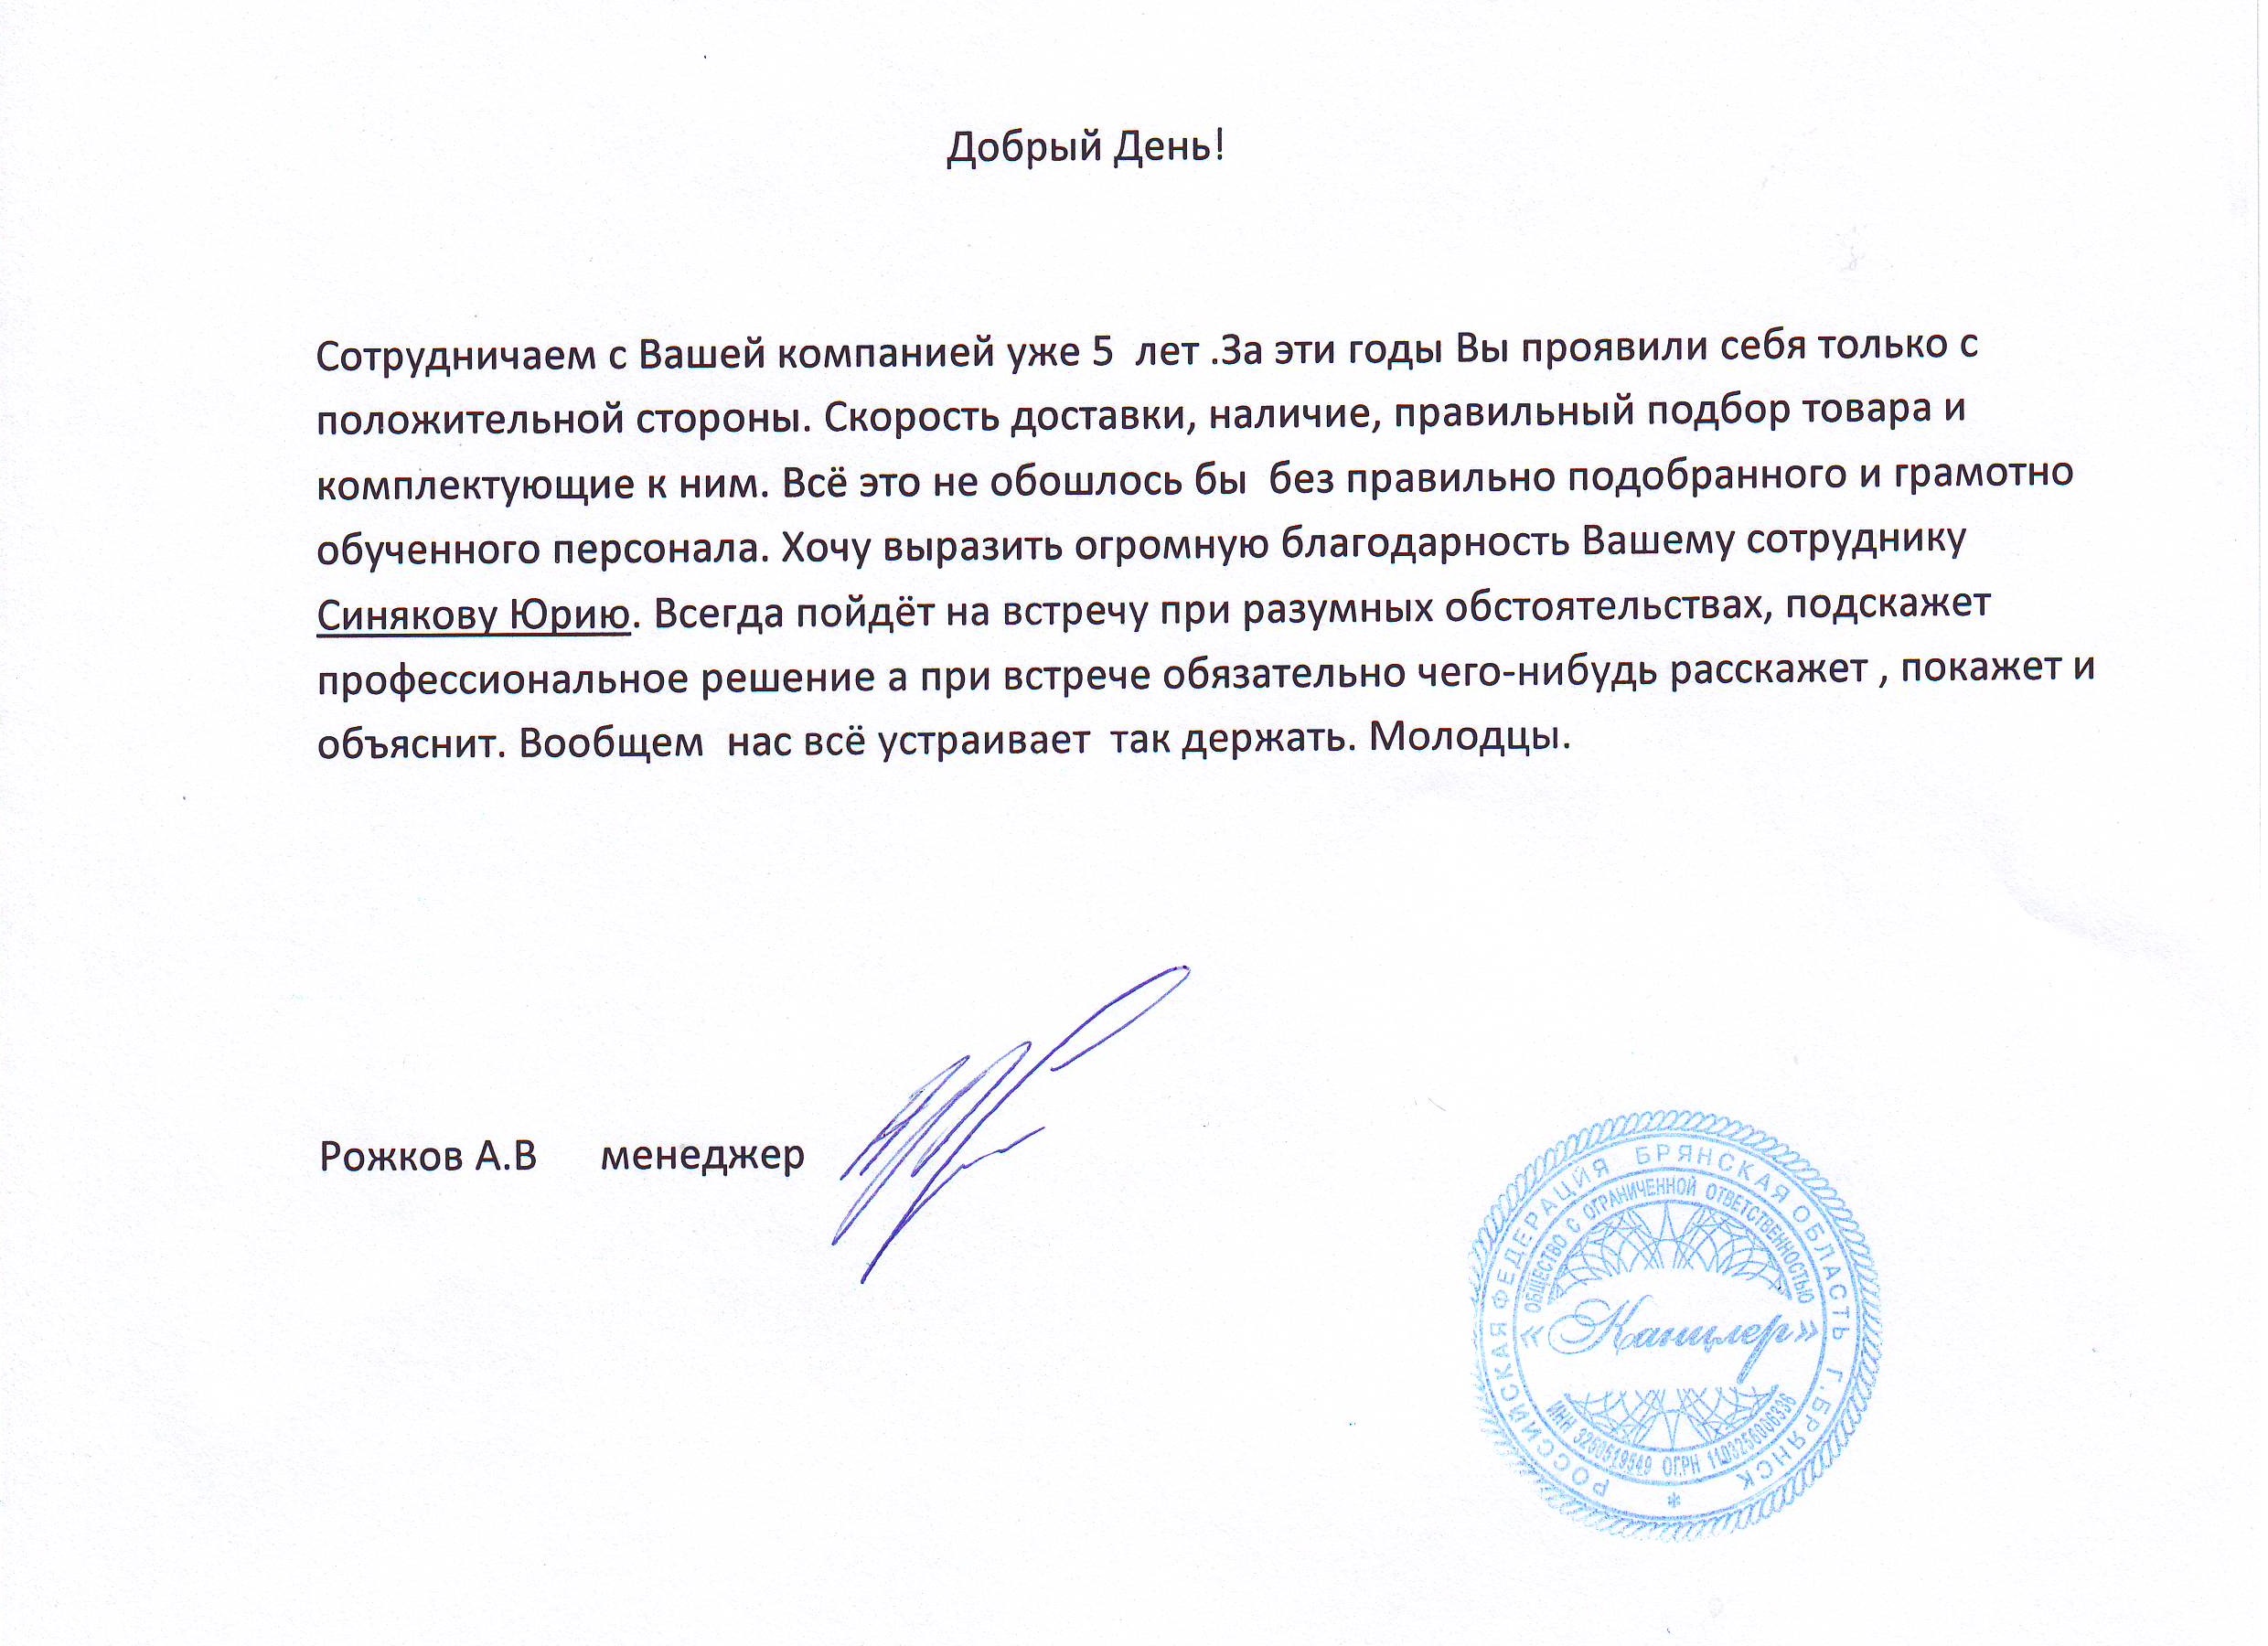 Добрый День!
Сотрудничаем с Вашей компанией уже 5  лет .За эти годы Вы проявили себя только с
положительной стороны. Скорость доставки, наличие, правильный подбор товара и
комплектующие к ним. Всё это не обошлось бы  без правильно подобранного и грамотно
обученного персонала. Хочу выразить огромную благодарность Вашему сотруднику
Синякову Юрию. Всегда пойдёт на встречу при разумных обстоятельствах, подскажет
профессиональное решение а при встрече обязательно чего-нибудь расскажет , покажет и
объяснит. Вообщем  нас всё устраивает  так держать. Молодцы.
Рожков А.В      менеджер
РОССИЙСКАЯ ФЕДЕРАЦИЯ БРЯНСКАЯ ОБЛАСТЬ Г.БРЯНСК *
ОБЩЕСТВО С ОГРАНИЧЕННОЙ ОТВЕТСТВЕННОСТЬЮ
«Канцлер»
ИНН 3250519549 ОГРН 1103256006336